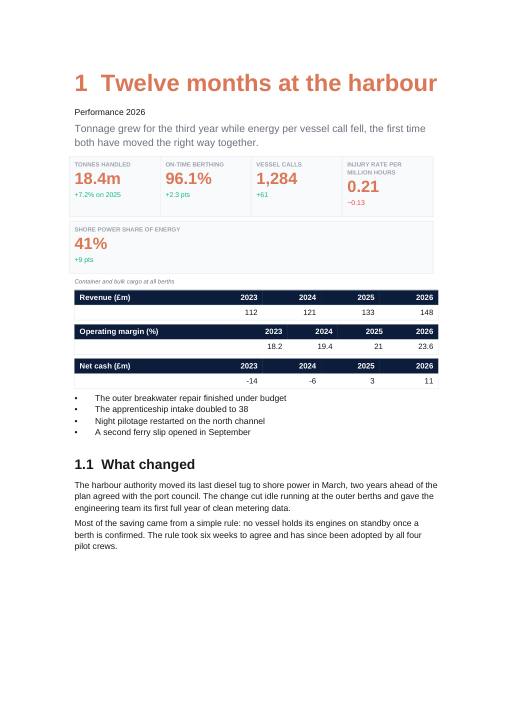 1 Twelve months at the harbour
Performance 2026
Tonnage grew for the third year while energy per vessel call fell, the first time
both have moved the right way together.
TONNES HANDLED
18.4m
+7.2% on 2025
ON-TIME BERTHING
96.1%
+2.3 pts
VESSEL CALLS
1,284
+61
INJURY RATE PER
MILLION HOURS
0.21
−0.13
SHORE POWER SHARE OF ENERGY
41%
+9 pts
Container and bulk cargo at all berths
Revenue (£m) 2023 2024 2025 2026
112 121 133 148
Operating margin (%) 2023 2024 2025 2026
18.2 19.4 21 23.6
Net cash (£m) 2023 2024 2025 2026
-14 -6 3 11
• The outer breakwater repair finished under budget
• The apprenticeship intake doubled to 38
• Night pilotage restarted on the north channel
• A second ferry slip opened in September
1.1 What changed
The harbour authority moved its last diesel tug to shore power in March, two years ahead of the
plan agreed with the port council. The change cut idle running at the outer berths and gave the
engineering team its first full year of clean metering data.
Most of the saving came from a simple rule: no vessel holds its engines on standby once a
berth is confirmed. The rule took six weeks to agree and has since been adopted by all four
pilot crews.